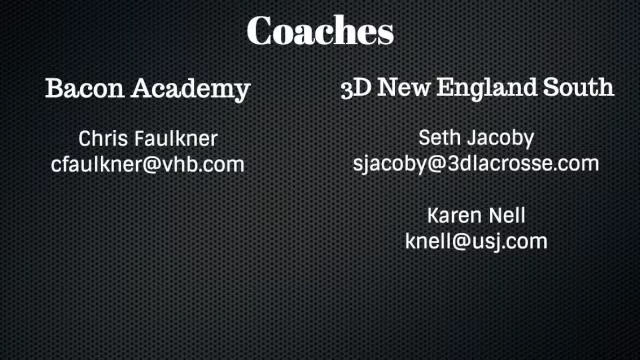 Coaches
Bacon Academy
Chris Faulkner
cfaulkner@vhb.com
3D New England South
Seth Jacoby
sjacoby@3dlacrosse.com
Karen Nell
knell@usj.com